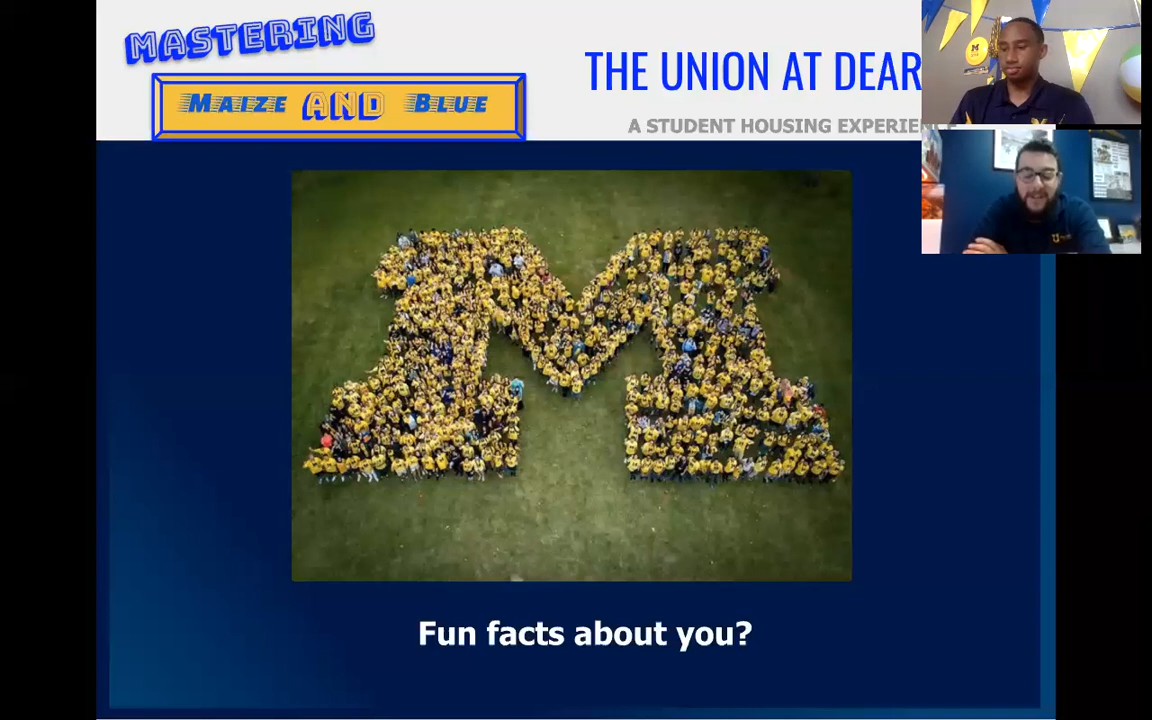 MASTERING
MAIZE AND BLUE
THE UNION AT DEAR
A STUDENT HOUSING EXPERIE
M
Fun facts about you?